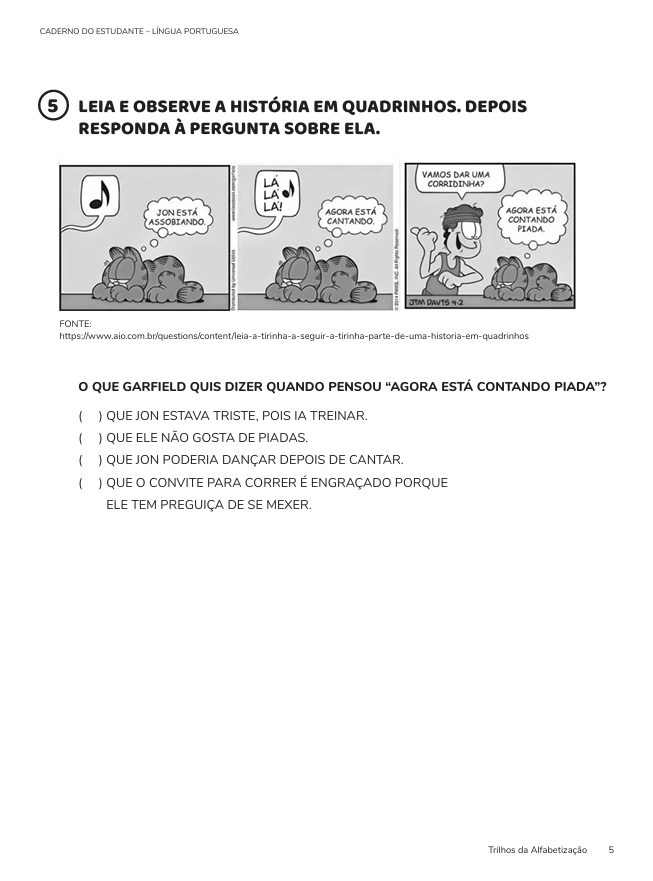 CADERNO DO ESTUDANTE – LÍNGUA PORTUGUESA
5 LEIA E OBSERVE A HISTÓRIA EM QUADRINHOS. DEPOIS
RESPONDA À PERGUNTA SOBRE ELA.
JON ESTÁ
ASSOBIANDO.
LÁ
LÁ
LÁ!
AGORA ESTÁ
CANTANDO.
VAMOS DAR UMA
CORRIDINHA?
AGORA ESTÁ
CONTANDO
PIADA.
JIM DAVIS 4-2
FONTE:
https://www.aio.com.br/questions/content/leia-a-tirinha-a-seguir-a-tirinha-parte-de-uma-historia-em-quadrinhos
O QUE GARFIELD QUIS DIZER QUANDO PENSOU “AGORA ESTÁ CONTANDO PIADA”?
( ) QUE JON ESTAVA TRISTE, POIS IA TREINAR.
( ) QUE ELE NÃO GOSTA DE PIADAS.
( ) QUE JON PODERIA DANÇAR DEPOIS DE CANTAR.
( ) QUE O CONVITE PARA CORRER É ENGRAÇADO PORQUE
ELE TEM PREGUIÇA DE SE MEXER.
Trilhos da Alfabetização 5